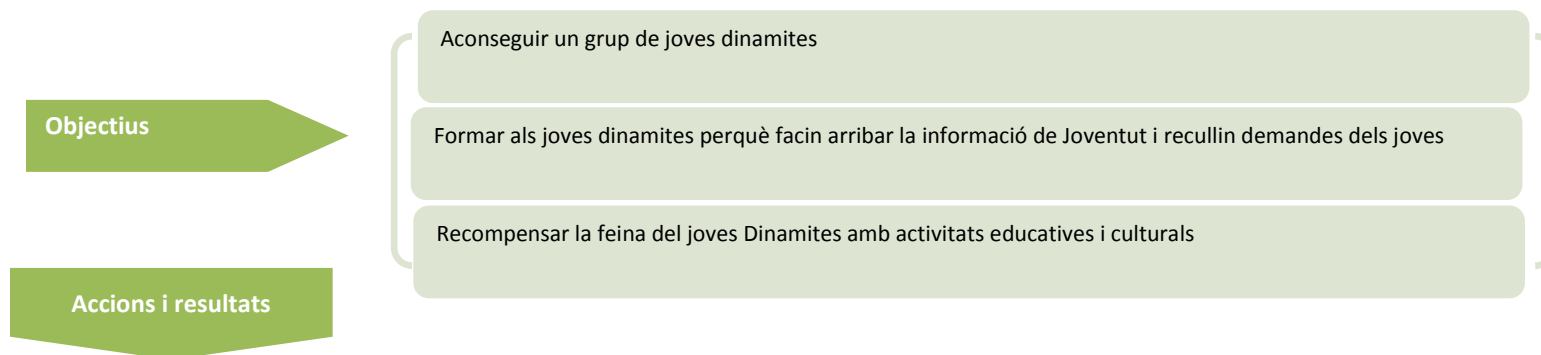 Objectius
Aconseguir un grup de joves dinamites
Formar als joves dinamites perquè facin arribar la informació de Joventut i recullin demandes dels joves
Recompensar la feina del joves Dinamites amb activitats educatives i culturals
Accions i resultats